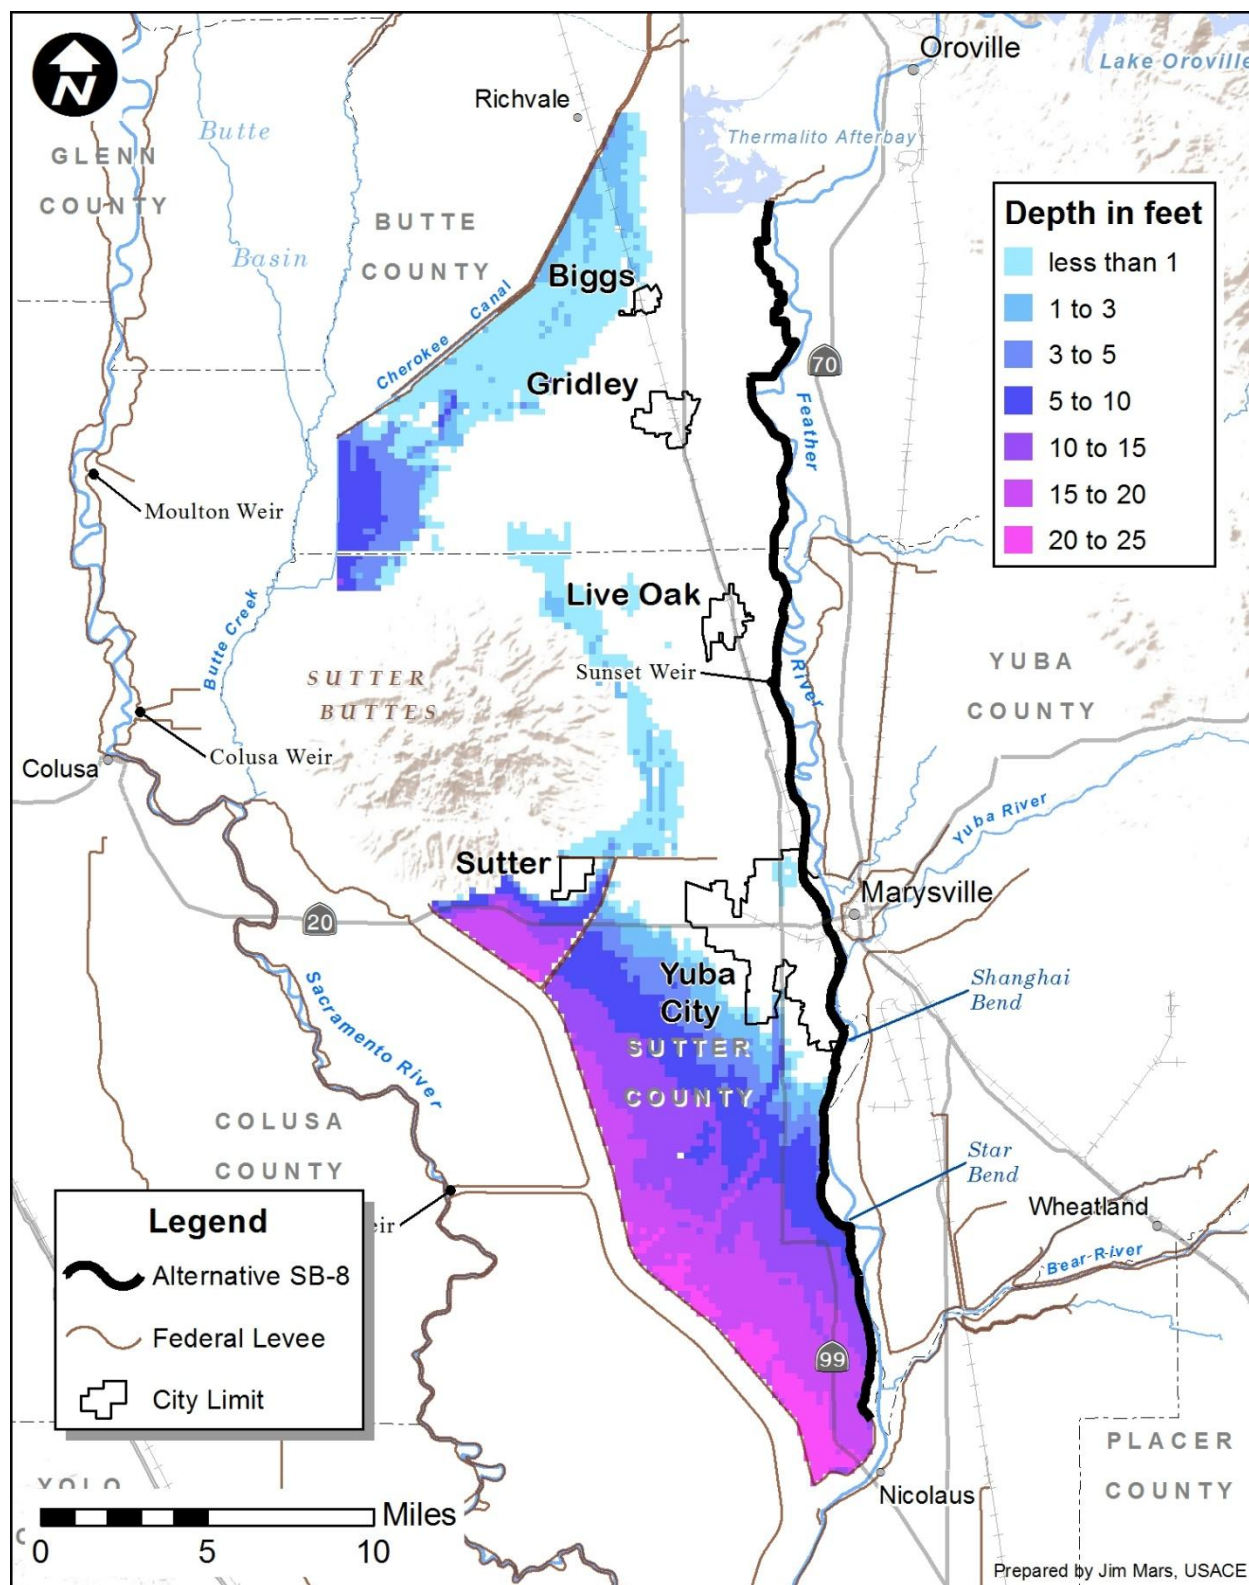 N
Oroville
Lake Oroville
Richvale
Butte
Thermalito Afterbay
GLENN
COUNTY
BUTTE
COUNTY
Basin
Biggs
Cherokee Canal
Gridley
70
Feather
Depth in feet
less than 1
1 to 3
3 to 5
5 to 10
10 to 15
15 to 20
20 to 25
Moulton Weir
Live Oak
Butte Creek
Sunset Weir
River
SUTTER
BUTTES
YUBA
COUNTY
Colusa Weir
Colusa
Yuba River
Sutter
Marysville
20
Yuba
City
Shanghai
Bend
Sacramento River
SUTTER
COUNTY
COLUSA
COUNTY
Star
Bend
Wheatland
eir
Bear River
Legend
Alternative SB-8
Federal Levee
City Limit
99
PLACER
COUNTY
YOLO
Nicolaus
Miles
0 5 10
Prepared by Jim Mars, USACE